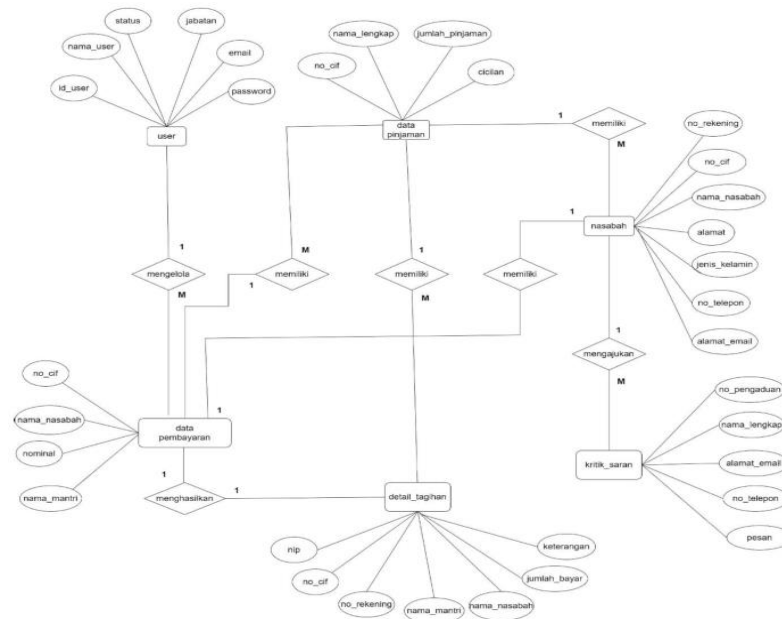 status
jabatan
nama_user
email
id_user
password
user
nama_lengkap
jumlah_pinjaman
no_cif
cicilan
data
pinjaman
1
memiliki
M
no_rekening
no_cif
nama_nasabah
alamat
jenis_kelamin
no_telepon
alamat_email
nasabah
1
mengelola
M
M
memiliki
1
1
memiliki
M
1
memiliki
1
1
mengajukan
M
no_cif
nama_nasabah
nominal
nama_mantri
data
pembayaran
1
menghasilkan
1
detail_tagihan
no_pengaduan
nama_lengkap
alamat_email
no_telepon
pesan
kritik_saran
nip
no_cif
no_rekening
nama_mantri
nama_nasabah
jumlah_bayar
keterangan